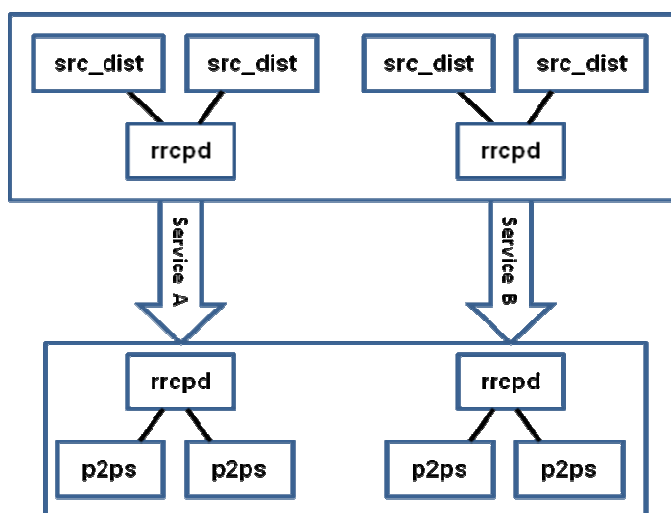 src_dist
src_dist
src_dist
src_dist
rrcpd
rrcpd
Service A
Service B
rrcpd
rrcpd
p2ps
p2ps
p2ps
p2ps